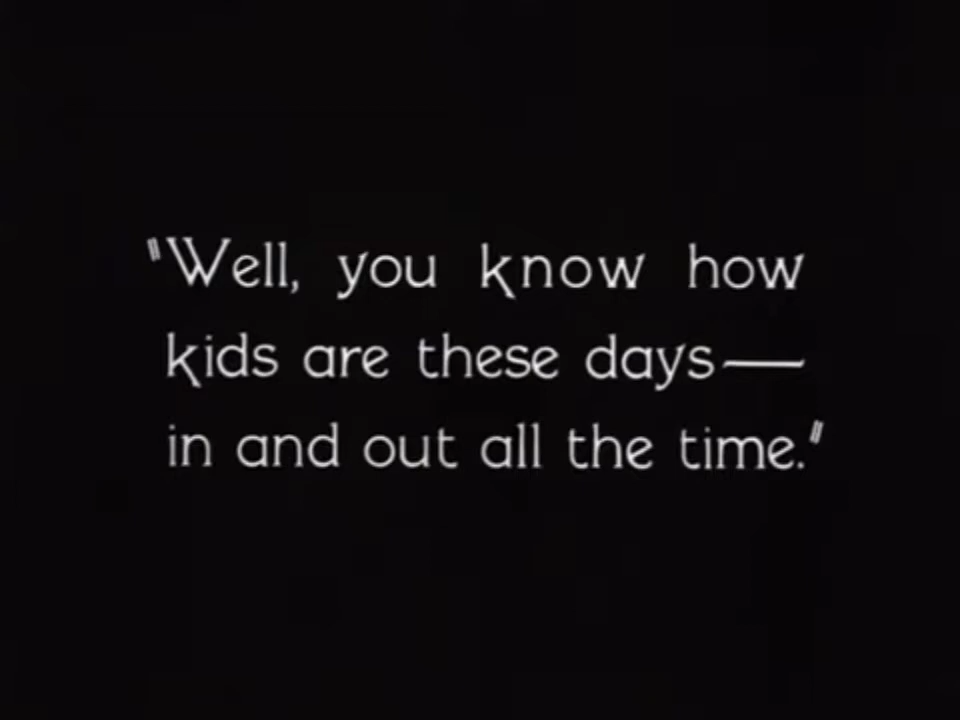 "Well, you know how
kids are these days—
in and out all the time."